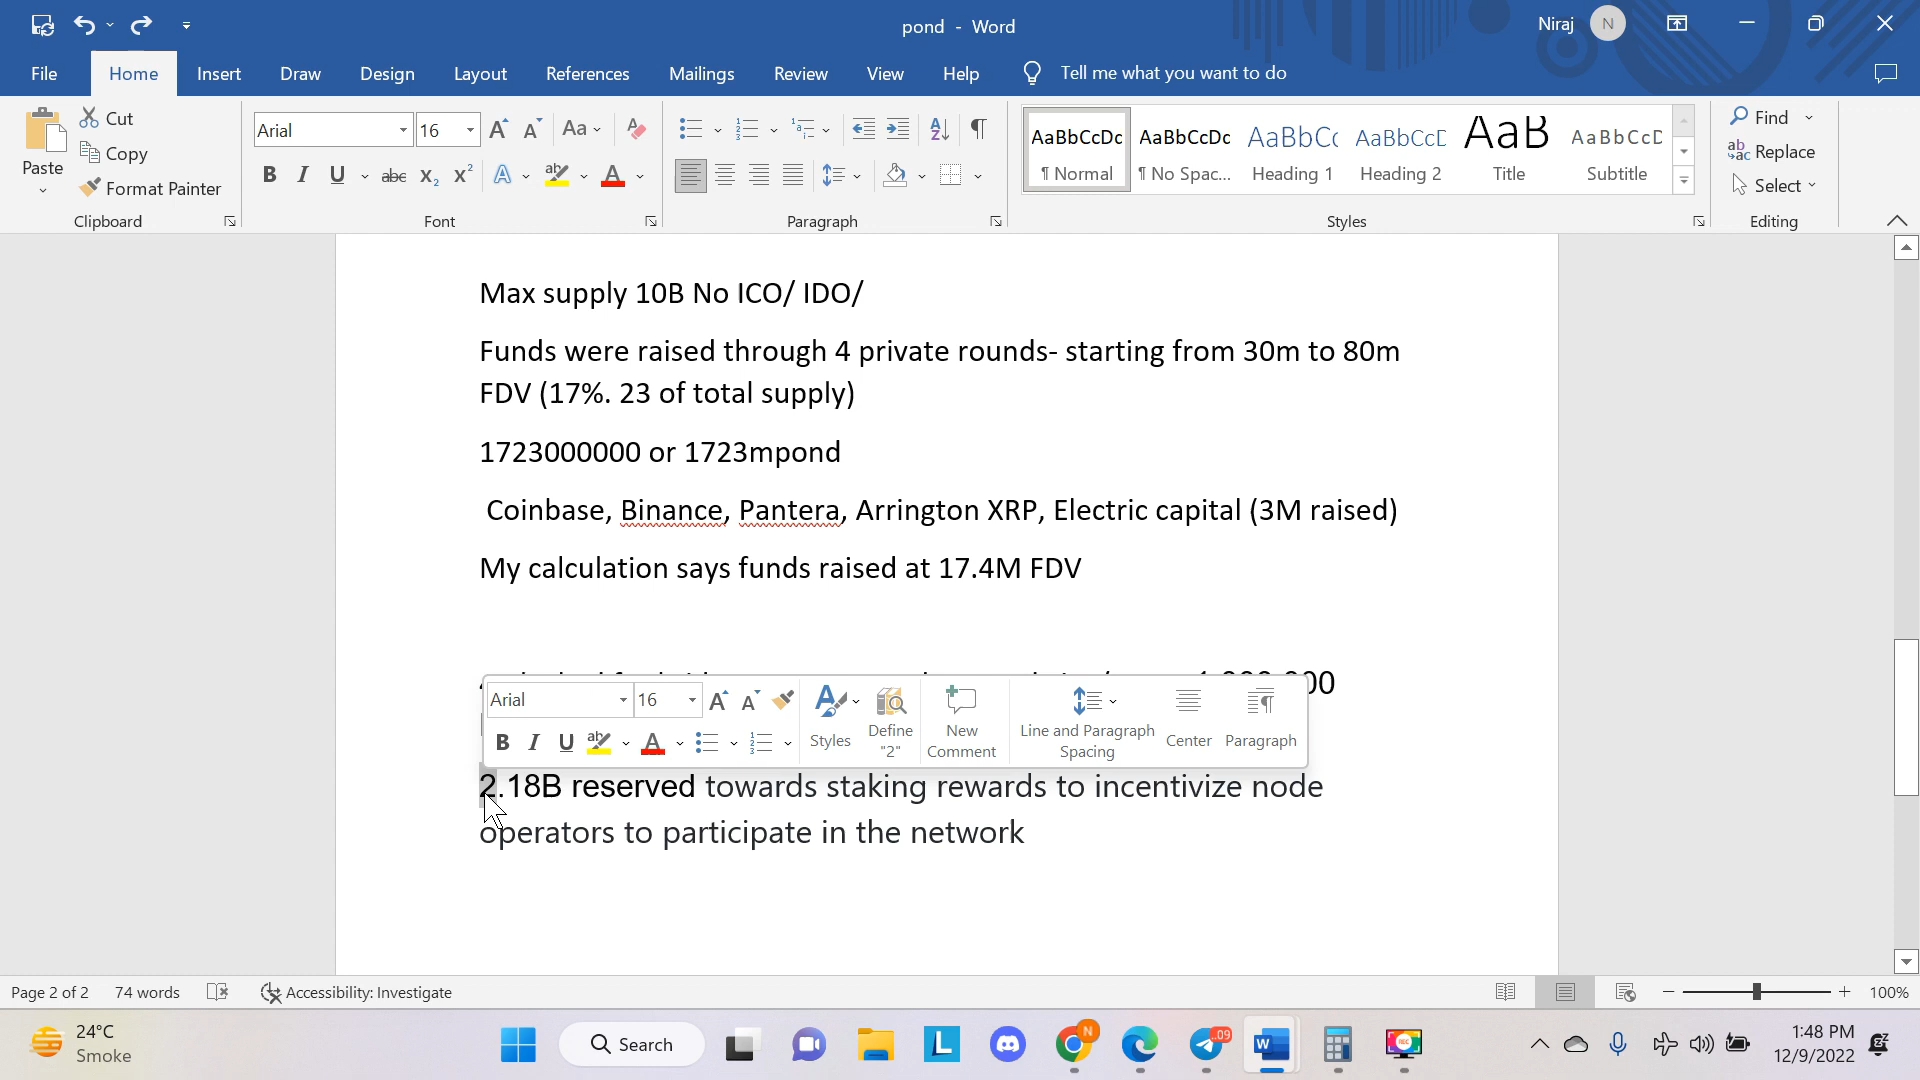 pond - Word
Niraj N
File Home Insert Draw Design Layout References Mailings Review View Help Tell me what you want to do
Paste
Cut
Copy
Format Painter
Clipboard
Arial 16
Font
Paragraph
AaBbCcDc AaBbCcDc AaBbCc AaBbCcD AaB AaBbCcD
¶ Normal ¶ No Spac... Heading 1 Heading 2 Title Subtitle
Styles
Find
Replace
Select
Editing
Max supply 10B No ICO/ IDO/
Funds were raised through 4 private rounds- starting from 30m to 80m
FDV (17%. 23 of total supply)
1723000000 or 1723mpond
Coinbase, Binance, Pantera, Arrington XRP, Electric capital (3M raised)
My calculation says funds raised at 17.4M FDV
Arial 16
Styles
Define
"2"
New
Comment
Line and Paragraph
Spacing
Center
Paragraph
2.18B reserved towards staking rewards to incentivize node
operators to participate in the network
Page 2 of 2 74 words Accessibility: Investigate 100%
24°C
Smoke
Search
.09
1:48 PM
12/9/2022